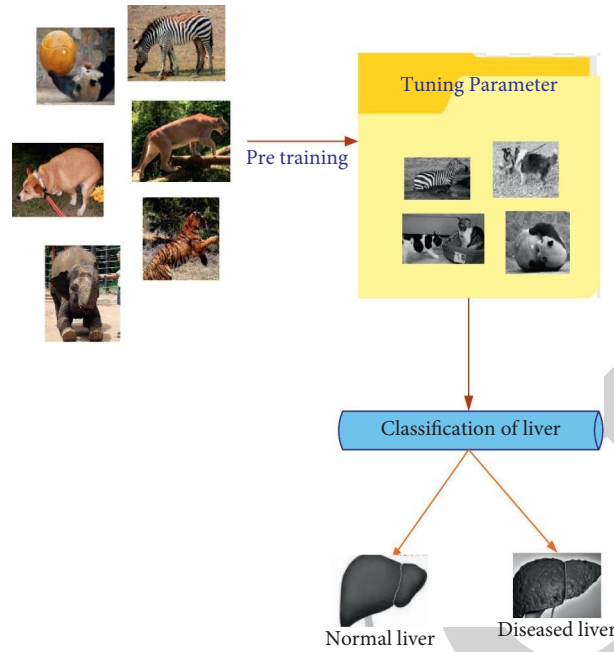 Tuning Parameter
Pre training
Classification of liver
Normal liver
Diseased liver